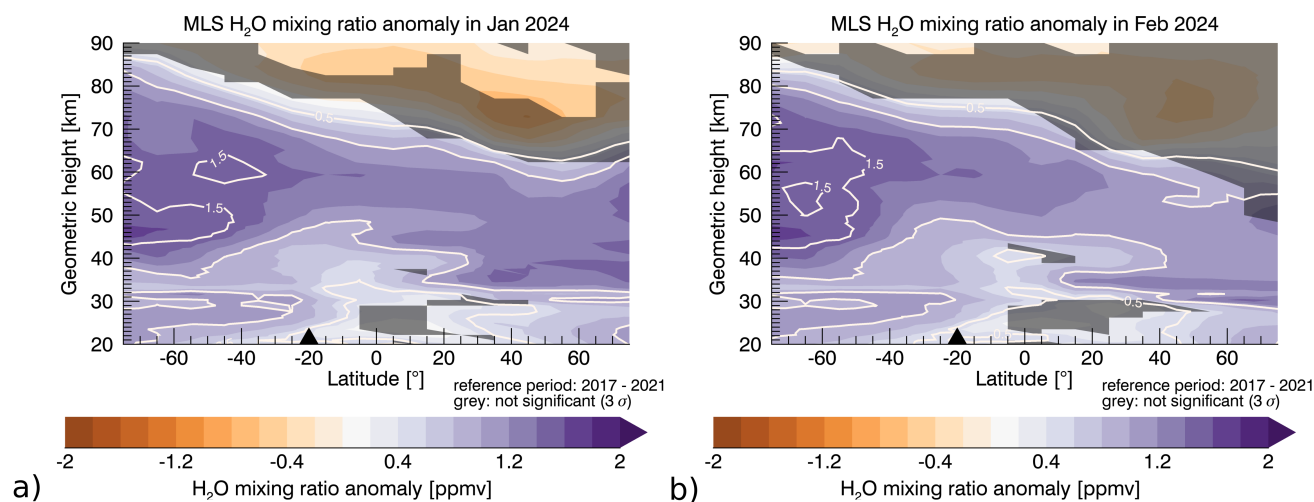 MLS H₂O mixing ratio anomaly in Jan 2024
90
80
70
60
50
40
30
20
Geometric height [km]
0.5
1.5
1.5
-60 -40 -20 0 20 40 60
Latitude [°]
reference period: 2017 - 2021
grey: not significant (3 σ)
-2 -1.2 -0.4 0.4 1.2 2
a) H₂O mixing ratio anomaly [ppmv]
MLS H₂O mixing ratio anomaly in Feb 2024
90
80
70
60
50
40
30
20
Geometric height [km]
0.5
1.5
1.5
0.5
0.5
-60 -40 -20 0 20 40 60
Latitude [°]
reference period: 2017 - 2021
grey: not significant (3 σ)
-2 -1.2 -0.4 0.4 1.2 2
b) H₂O mixing ratio anomaly [ppmv]